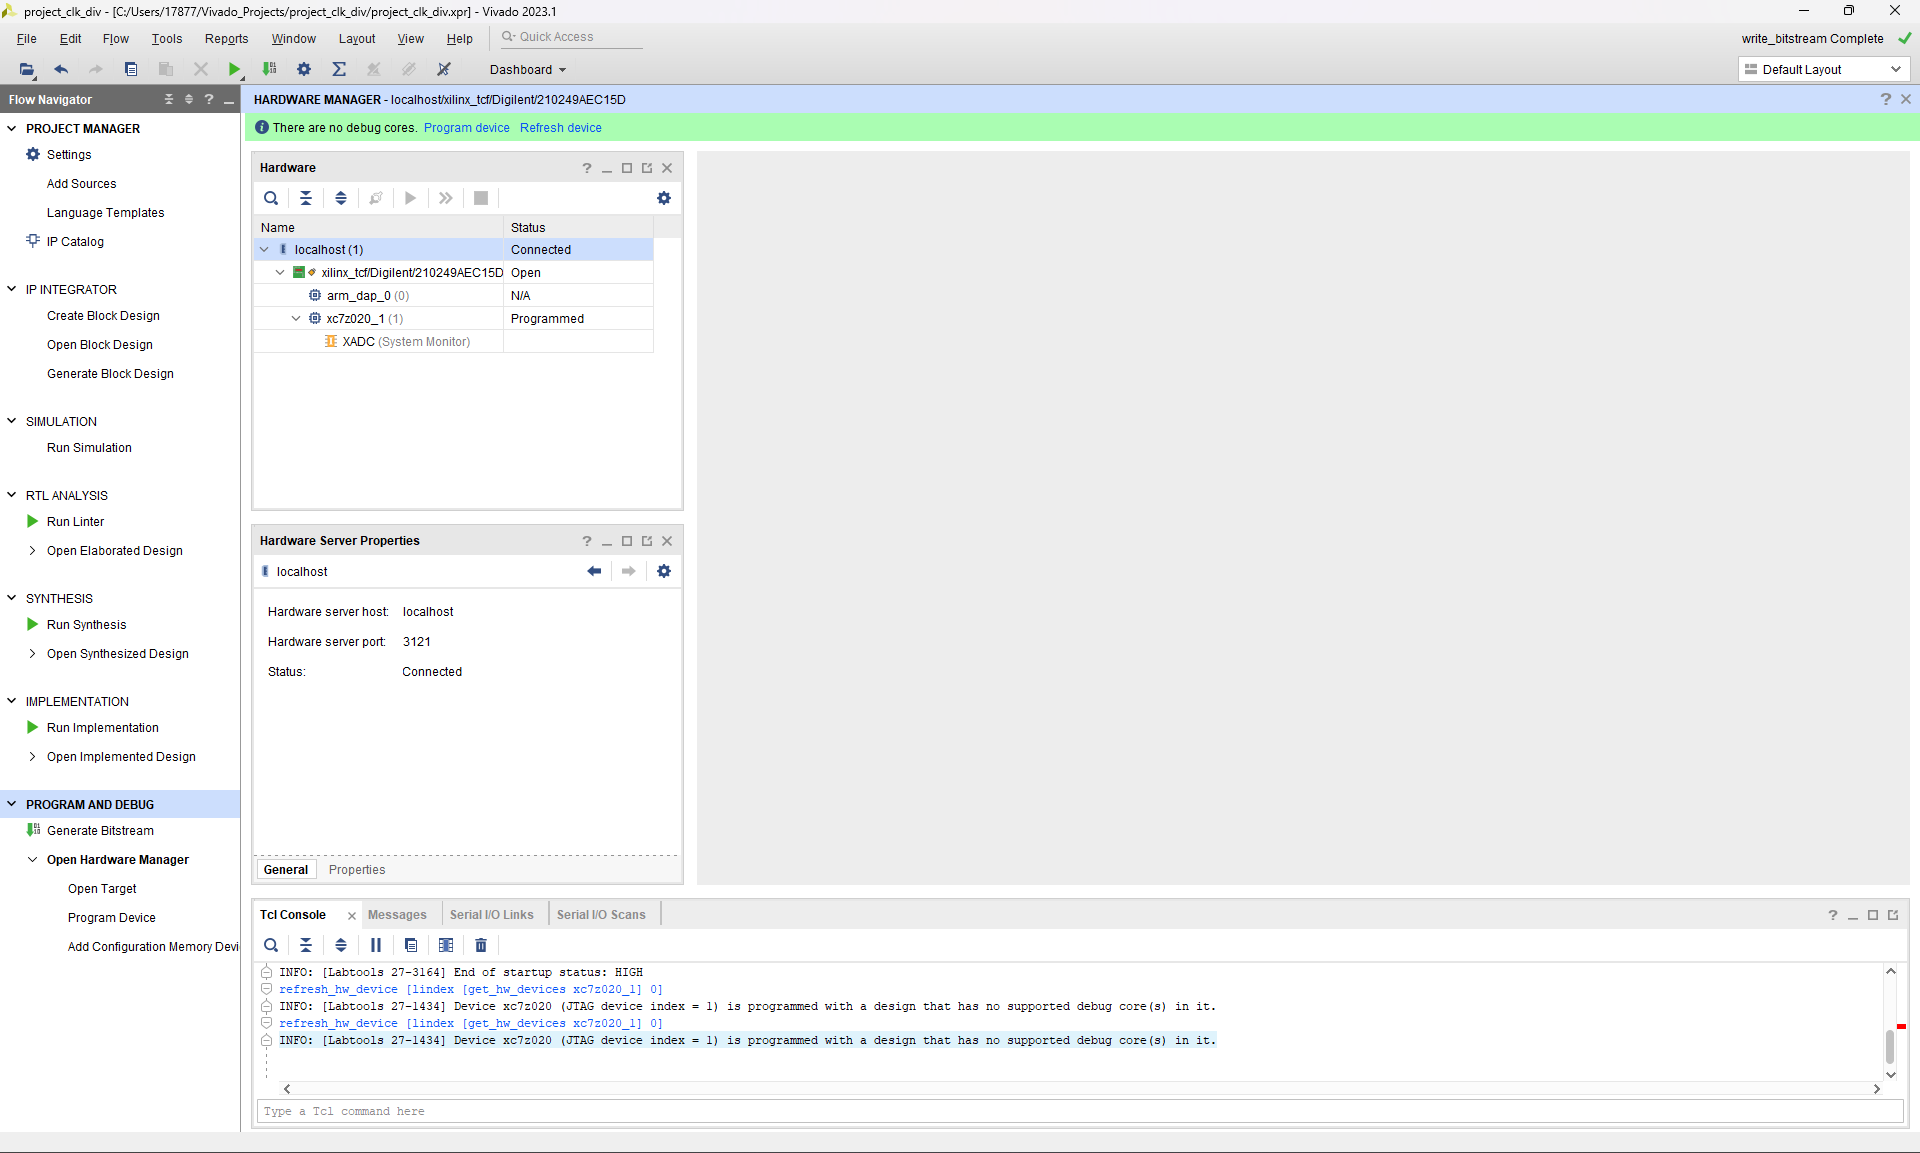 project_clk_div - [C:/Users/17877/Vivado_Projects/project_clk_div/project_clk_div.xpr] - Vivado 2023.1
File Edit Flow Tools Reports Window Layout View Help Quick Access
write_bitstream Complete
Dashboard
Default Layout
Flow Navigator
HARDWARE MANAGER - localhost/xilinx_tcf/Digilent/210249AEC15D
There are no debug cores. Program device Refresh device
PROJECT MANAGER
Settings
Add Sources
Language Templates
IP Catalog
IP INTEGRATOR
Create Block Design
Open Block Design
Generate Block Design
SIMULATION
Run Simulation
RTL ANALYSIS
Run Linter
Open Elaborated Design
SYNTHESIS
Run Synthesis
Open Synthesized Design
IMPLEMENTATION
Run Implementation
Open Implemented Design
PROGRAM AND DEBUG
Generate Bitstream
Open Hardware Manager
Open Target
Program Device
Add Configuration Memory Devi
Hardware
Name Status
localhost (1) Connected
xilinx_tcf/Digilent/210249AEC15D Open
arm_dap_0 (0) N/A
xc7z020_1 (1) Programmed
XADC (System Monitor)
Hardware Server Properties
localhost
Hardware server host: localhost
Hardware server port: 3121
Status: Connected
General Properties
Tcl Console Messages Serial I/O Links Serial I/O Scans
INFO: [Labtools 27-3164] End of startup status: HIGH
refresh_hw_device [lindex [get_hw_devices xc7z020_1] 0]
INFO: [Labtools 27-1434] Device xc7z020 (JTAG device index = 1) is programmed with a design that has no supported debug core(s) in it.
refresh_hw_device [lindex [get_hw_devices xc7z020_1] 0]
INFO: [Labtools 27-1434] Device xc7z020 (JTAG device index = 1) is programmed with a design that has no supported debug core(s) in it.
Type a Tcl command here